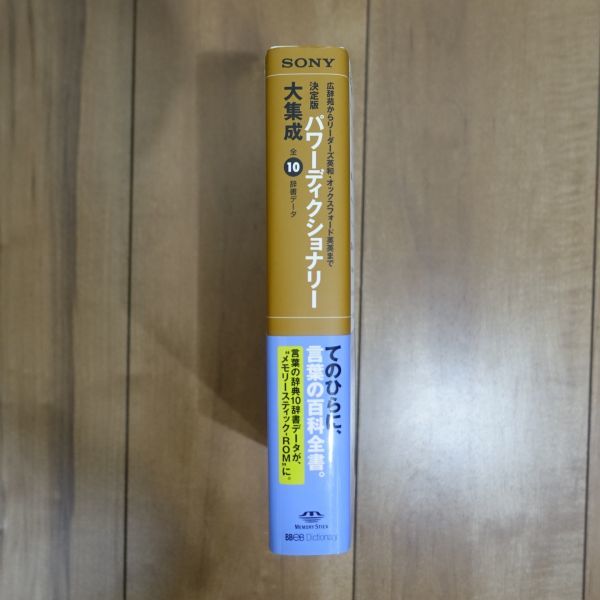 SONY
広辞苑からリーダーズ英和・オックスフォード英英まで
決定版
パワーディクショナリー
大集成
全10辞書データ
てのひらに、
言葉の百科全書。
言葉の辞典10辞書データが、
"メモリースティック-ROM"に。
MEMORY STICK
BBeB Dictionary